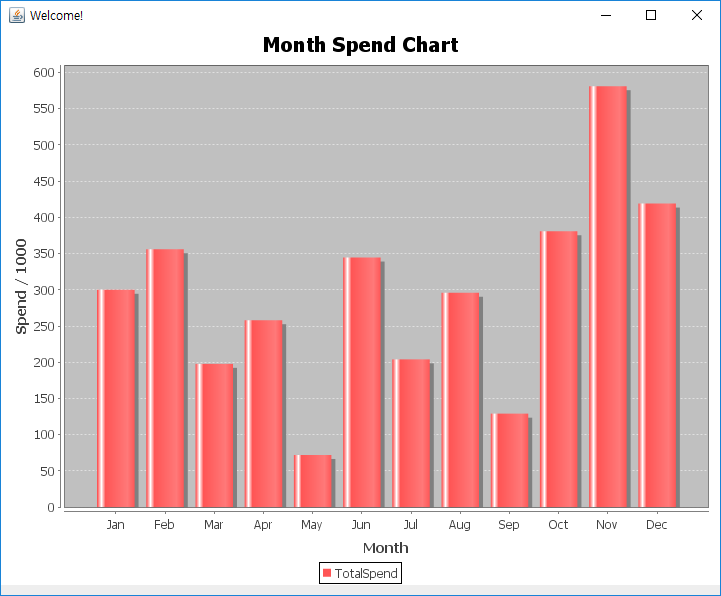 Welcome!
Month Spend Chart
600
550
500
450
400
350
300
250
200
150
100
50
0
Spend / 1000
Jan Feb Mar Apr May Jun Jul Aug Sep Oct Nov Dec
Month
TotalSpend